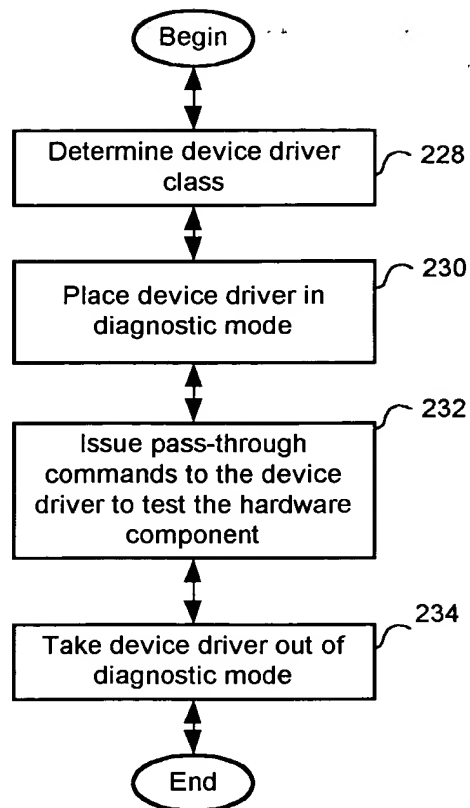 Begin
Determine device driver
class
228
Place device driver in
diagnostic mode
230
Issue pass-through
commands to the device
driver to test the hardware
component
232
Take device driver out of
diagnostic mode
234
End